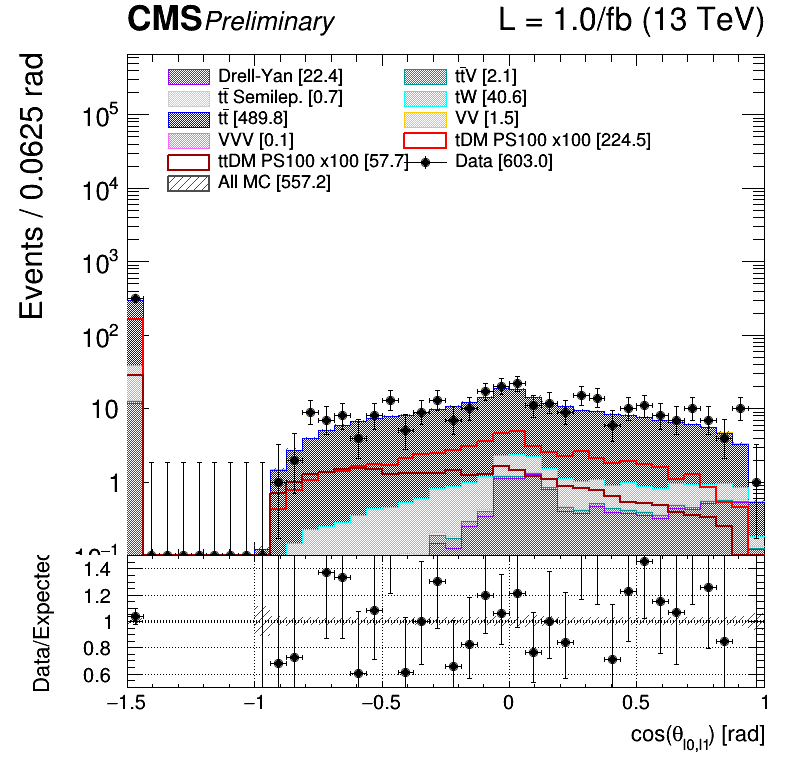 CMS Preliminary L = 1.0/fb (13 TeV)
Events / 0.0625 rad
Drell-Yan [22.4] tt̄V [2.1]
tt̄ Semilep. [0.7] tW [40.6]
tt̄ [489.8] VV [1.5]
VVV [0.1] tDM PS100 x100 [224.5]
ttDM PS100 x100 [57.7] Data [603.0]
All MC [557.2]
10⁵
10⁴
10³
10²
10
1
10⁻¹
Data/Expected
1.4
1.2
1
0.8
0.6
−1.5 −1 −0.5 0 0.5 1
cos(θl0,l1) [rad]